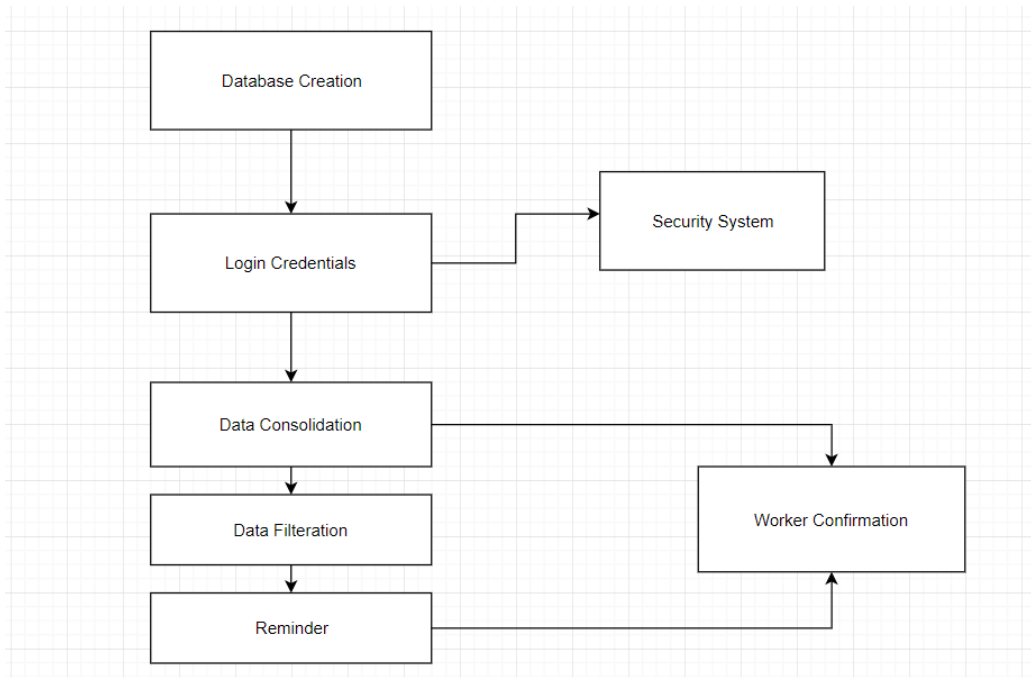 Database Creation
Security System
Login Credentials
Data Consolidation
Worker Confirmation
Data Filteration
Reminder